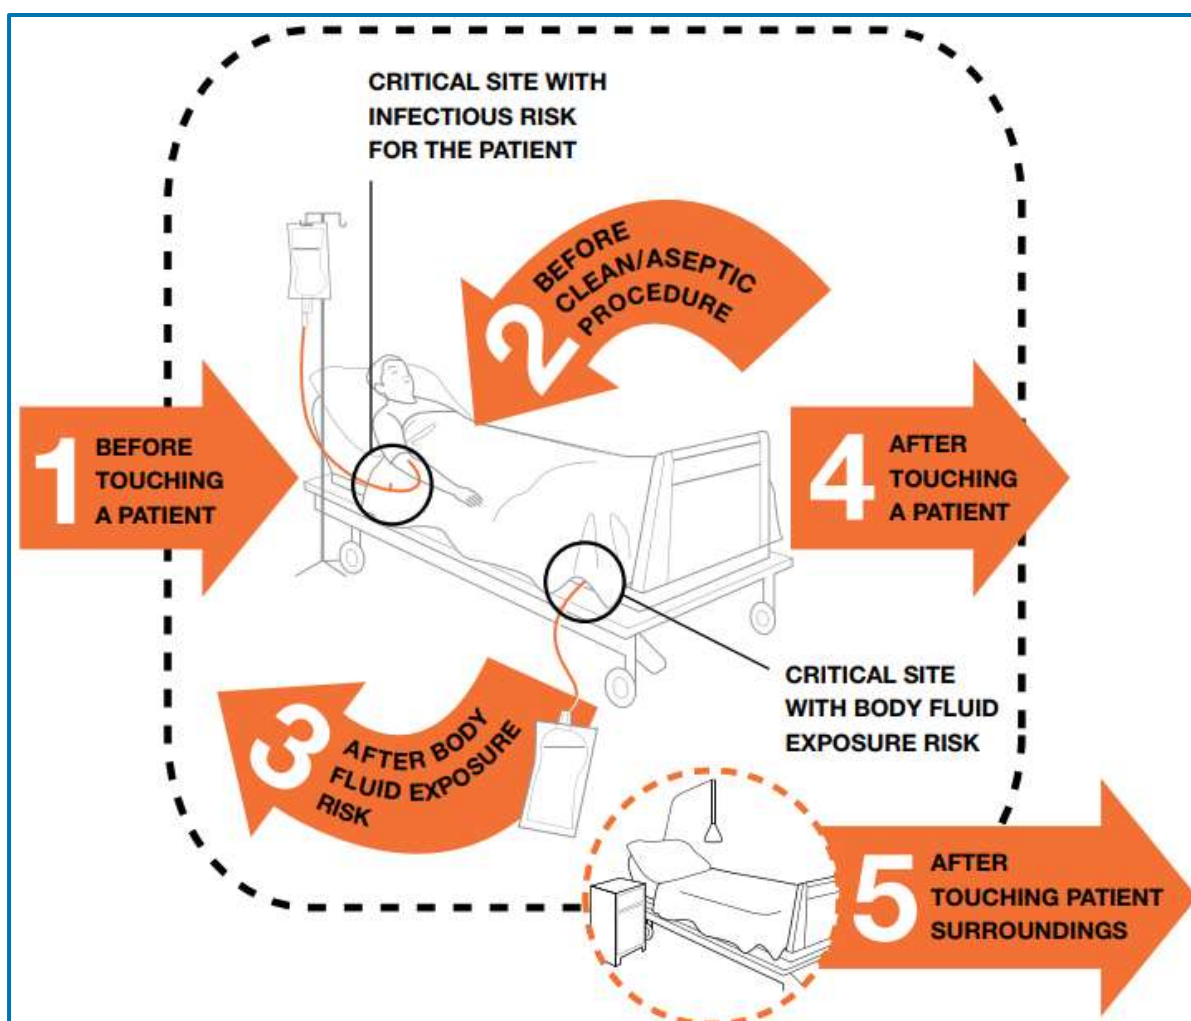 CRITICAL SITE WITH
INFECTIOUS RISK
FOR THE PATIENT
2
BEFORE
CLEAN/ASEPTIC
PROCEDURE
1
BEFORE
TOUCHING
A PATIENT
4
AFTER
TOUCHING
A PATIENT
CRITICAL SITE
WITH BODY FLUID
EXPOSURE RISK
3
AFTER BODY
FLUID EXPOSURE
RISK
5
AFTER
TOUCHING PATIENT
SURROUNDINGS